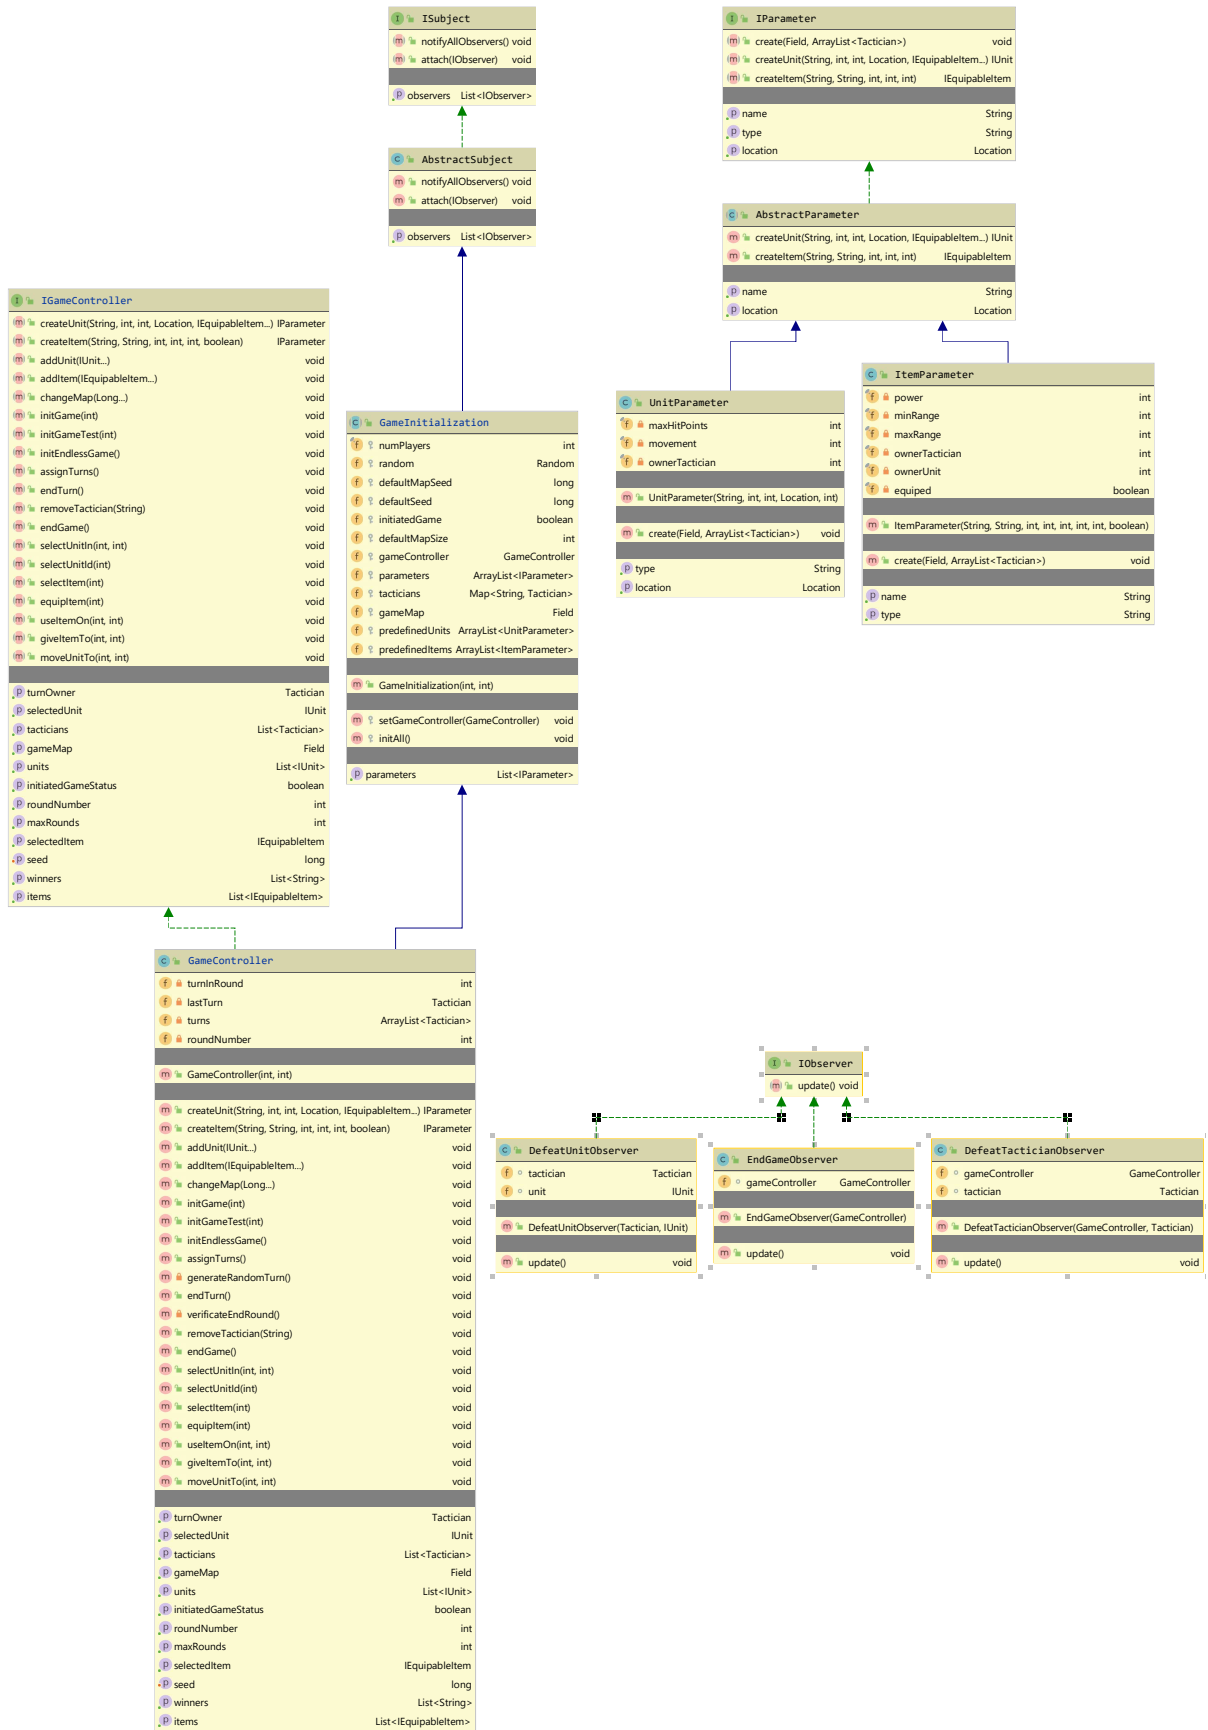 ISubject
notifyAllObservers() void
attach(IObserver) void
observers List<IObserver>
IParameter
create(Field, ArrayList<Tactician>) void
createUnit(String, int, int, Location, IEquipableItem...) IUnit
createItem(String, String, int, int, int) IEquipableItem
name String
type String
location Location
AbstractSubject
notifyAllObservers() void
attach(IObserver) void
observers List<IObserver>
AbstractParameter
createUnit(String, int, int, Location, IEquipableItem...) IUnit
createItem(String, String, int, int, int) IEquipableItem
name String
location Location
IGameController
createUnit(String, int, int, Location, IEquipableItem...) IParameter
createItem(String, String, int, int, int, boolean) IParameter
addUnit(IUnit...) void
addItem(IEquipableItem...) void
changeMap(Long...) void
initGame(int) void
initGameTest(int) void
initEndlessGame() void
assignTurns() void
endTurn() void
removeTactician(String) void
endGame() void
selectUnitIn(int, int) void
selectUnitId(int) void
selectItem(int) void
equipItem(int) void
useItemOn(int, int) void
giveItemTo(int, int) void
moveUnitTo(int, int) void
turnOwner Tactician
selectedUnit IUnit
tacticians List<Tactician>
gameMap Field
units List<IUnit>
initiatedGameStatus boolean
roundNumber int
maxRounds int
selectedItem IEquipableItem
seed long
winners List<String>
items List<IEquipableItem>
GameInitialization
numPlayers int
random Random
defaultMapSeed long
defaultSeed long
initiatedGame boolean
defaultMapSize int
gameController GameController
parameters ArrayList<IParameter>
tacticians Map<String, Tactician>
gameMap Field
predefinedUnits ArrayList<UnitParameter>
predefinedItems ArrayList<ItemParameter>
GameInitialization(int, int)
setGameController(GameController) void
initAll() void
parameters List<IParameter>
UnitParameter
maxHitPoints int
movement int
ownerTactician int
UnitParameter(String, int, int, Location, int)
create(Field, ArrayList<Tactician>) void
type String
location Location
ItemParameter
power int
minRange int
maxRange int
ownerTactician int
ownerUnit int
equiped boolean
ItemParameter(String, String, int, int, int, int, int, boolean)
create(Field, ArrayList<Tactician>) void
name String
type String
GameController
turnInRound int
lastTurn Tactician
turns ArrayList<Tactician>
roundNumber int
GameController(int, int)
createUnit(String, int, int, Location, IEquipableItem...) IParameter
createItem(String, String, int, int, int, boolean) IParameter
addUnit(IUnit...) void
addItem(IEquipableItem...) void
changeMap(Long...) void
initGame(int) void
initGameTest(int) void
initEndlessGame() void
assignTurns() void
generateRandomTurn() void
endTurn() void
verificateEndRound() void
removeTactician(String) void
endGame() void
selectUnitIn(int, int) void
selectUnitId(int) void
selectItem(int) void
equipItem(int) void
useItemOn(int, int) void
giveItemTo(int, int) void
moveUnitTo(int, int) void
turnOwner Tactician
selectedUnit IUnit
tacticians List<Tactician>
gameMap Field
units List<IUnit>
initiatedGameStatus boolean
roundNumber int
maxRounds int
selectedItem IEquipableItem
seed long
winners List<String>
items List<IEquipableItem>
IObserver
update() void
DefeatUnitObserver
tactician Tactician
unit IUnit
DefeatUnitObserver(Tactician, IUnit)
update() void
EndGameObserver
gameController GameController
EndGameObserver(GameController)
update() void
DefeatTacticianObserver
gameController GameController
tactician Tactician
DefeatTacticianObserver(GameController, Tactician)
update() void